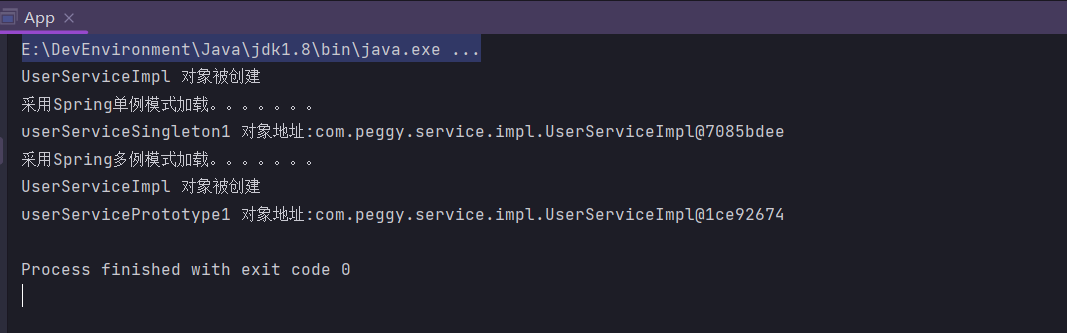 App
E:\DevEnvironment\Java\jdk1.8\bin\java.exe ...
UserServiceImpl 对象被创建
采用Spring单例模式加载。。。。。。。
userServiceSingleton1 对象地址:com.peggy.service.impl.UserServiceImpl@7085bdee
采用Spring多例模式加载。。。。。。。
UserServiceImpl 对象被创建
userServicePrototype1 对象地址:com.peggy.service.impl.UserServiceImpl@1ce92674
Process finished with exit code 0